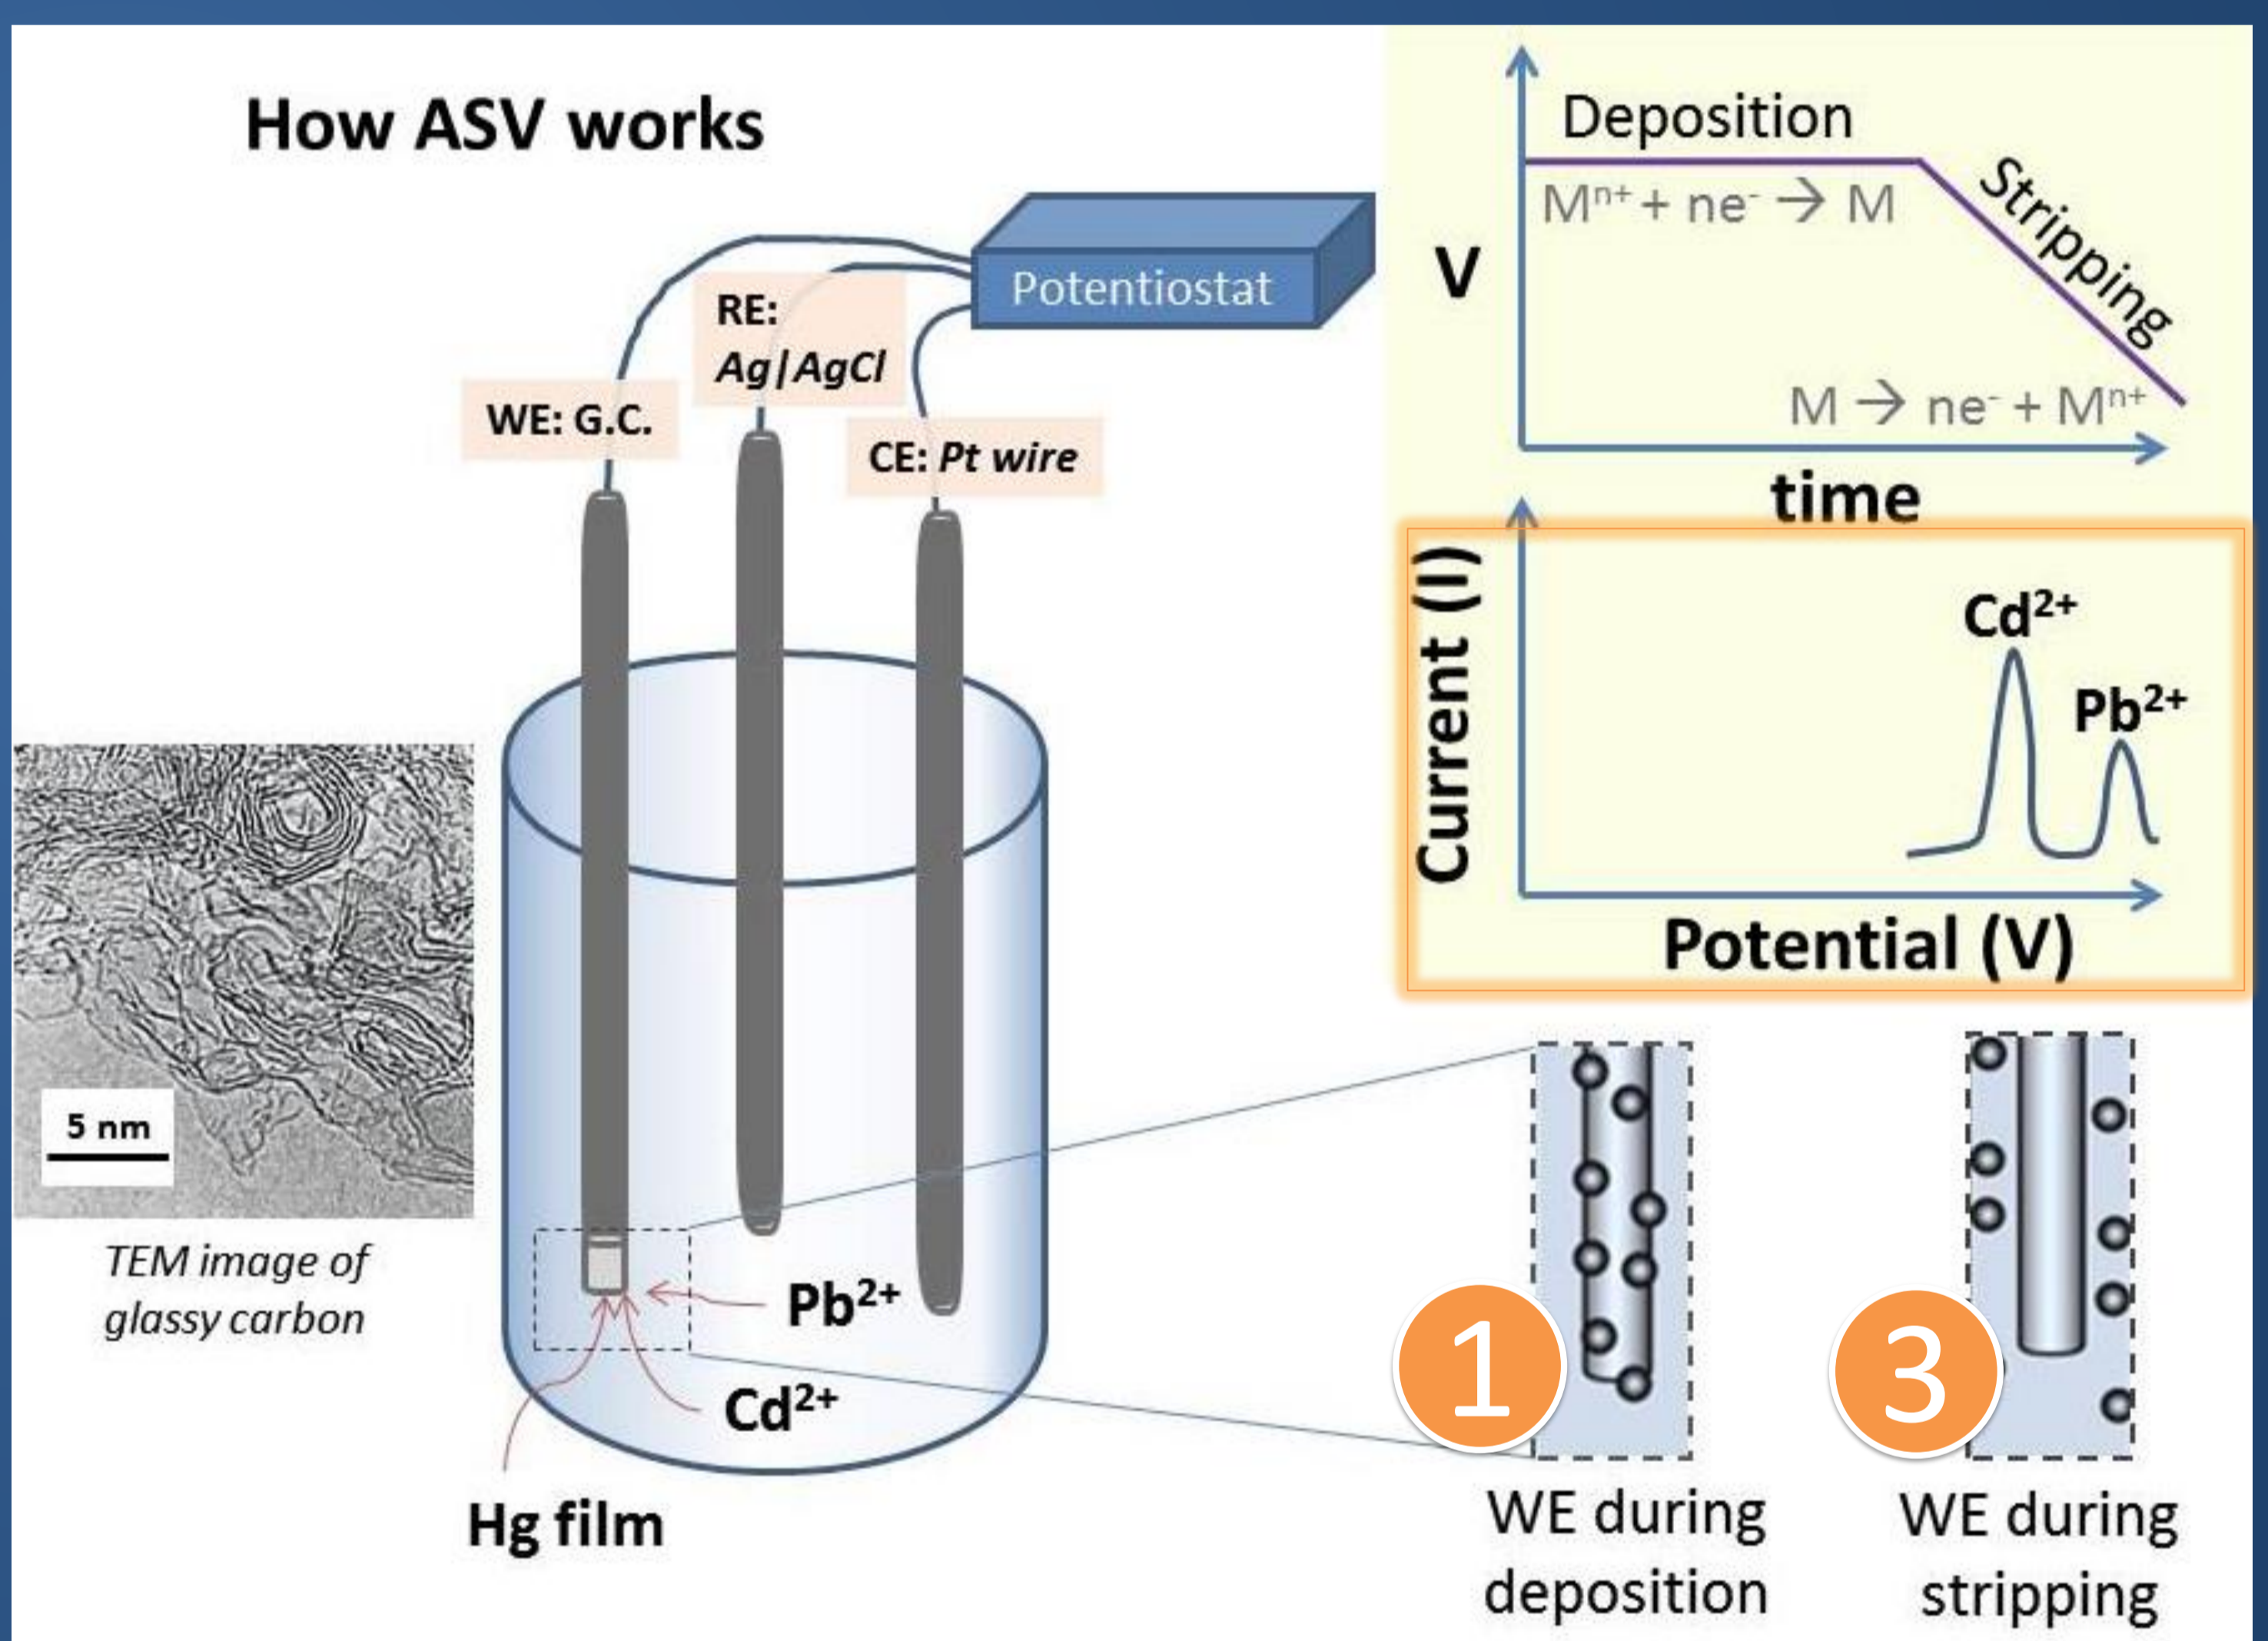 How ASV works
Potentiostat
RE:
Ag|AgCl
WE: G.C.
CE: Pt wire
5 nm
TEM image of
glassy carbon
Pb²⁺
Cd²⁺
Hg film
Deposition
Stripping
Mⁿ⁺ + ne⁻ → M
V
M → ne⁻ + Mⁿ⁺
time
Current (I)
Cd²⁺
Pb²⁺
Potential (V)
1
3
WE during
deposition
WE during
stripping